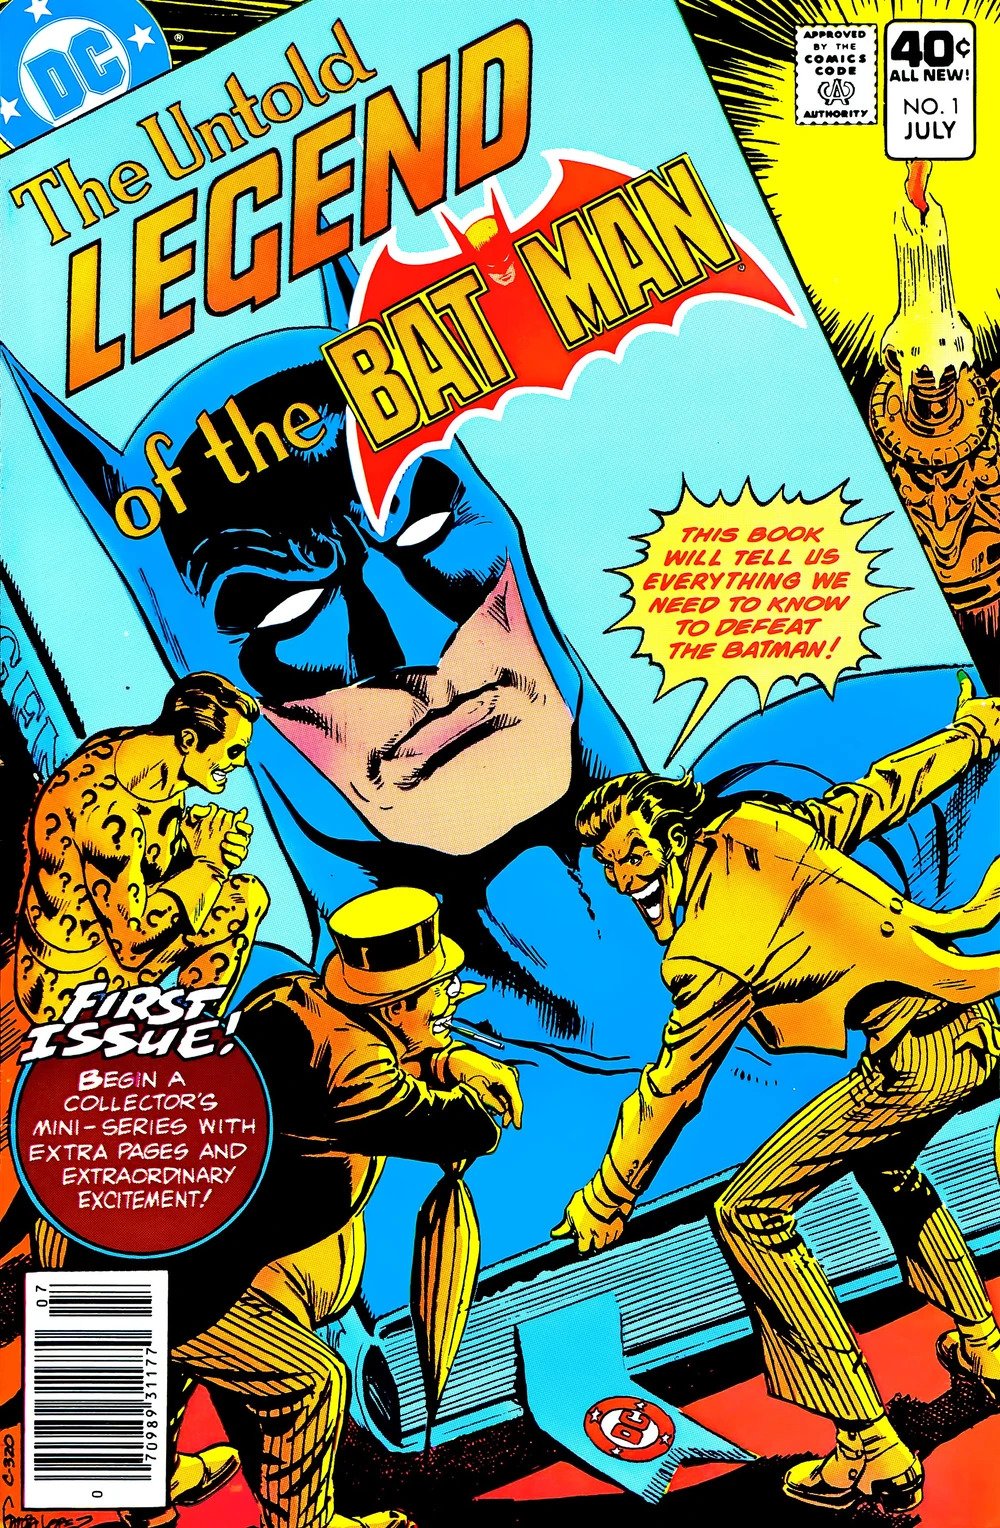 DC
®
The Untold
LEGEND
of the BATMAN
APPROVED
BY THE
COMICS
CODE
CA
AUTHORITY
40¢
ALL NEW!
NO. 1
JULY
THIS BOOK
WILL TELL US
EVERYTHING WE
NEED TO KNOW
TO DEFEAT
THE BATMAN!
FIRST
ISSUE!
BEGIN A
COLLECTOR'S
MINI-SERIES WITH
EXTRA PAGES AND
EXTRAORDINARY
EXCITEMENT!
07
70989 31177
0
C-320
DC